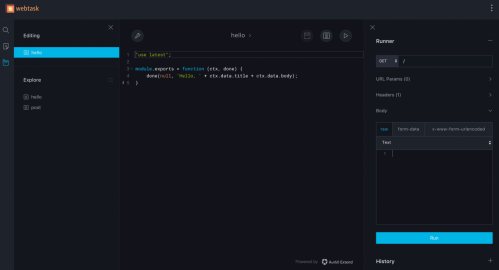 webtask
Editing
hello
Explore
hello
post
hello
1 "use latest";
2
3 module.exports = function (ctx, done) {
4 done(null, 'Hello, ' + ctx.data.title + ctx.data.body);
5 }
Powered by Auth0 Extend
Runner
GET /
URL Params (0)
Headers (1)
Body
raw form-data x-www-form-urlencoded
Text
1
Run
History